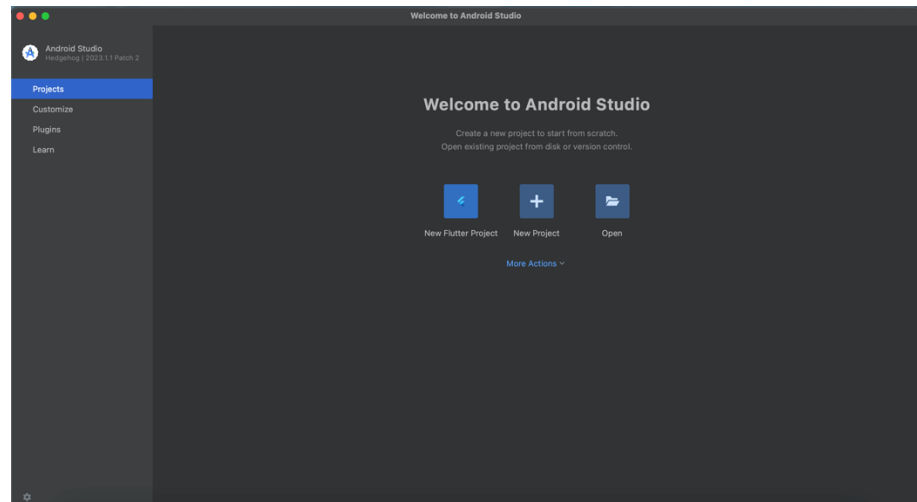 Welcome to Android Studio
Android Studio
Hedgehog | 2023.1.1 Patch 2
Projects
Customize
Plugins
Learn
Welcome to Android Studio
Create a new project to start from scratch.
Open existing project from disk or version control.
New Flutter Project
New Project
Open
More Actions